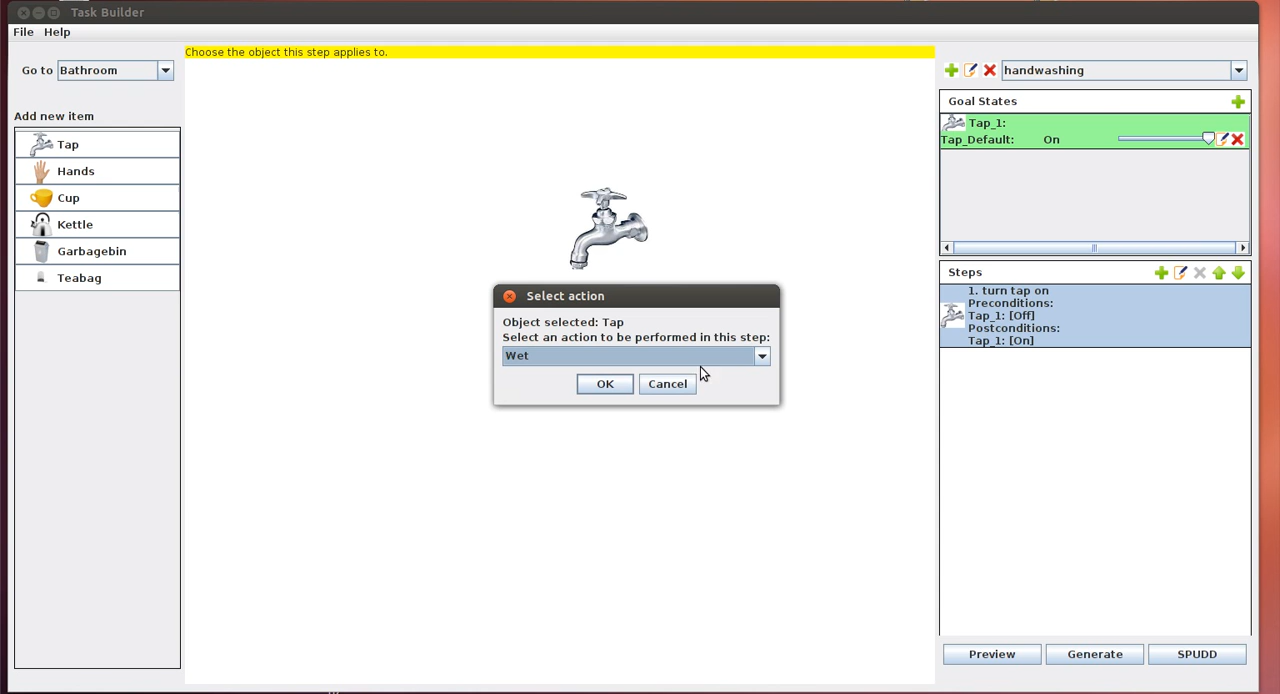 Task Builder
File Help
Go to Bathroom
Add new item
Tap
Hands
Cup
Kettle
Garbagebin
Teabag
Choose the object this step applies to.
Select action
Object selected: Tap
Select an action to be performed in this step:
Wet
OK Cancel
handwashing
Goal States
Tap_1:
Tap_Default: On
Steps
1. turn tap on
Preconditions:
Tap_1: [Off]
Postconditions:
Tap_1: [On]
Preview Generate SPUDD